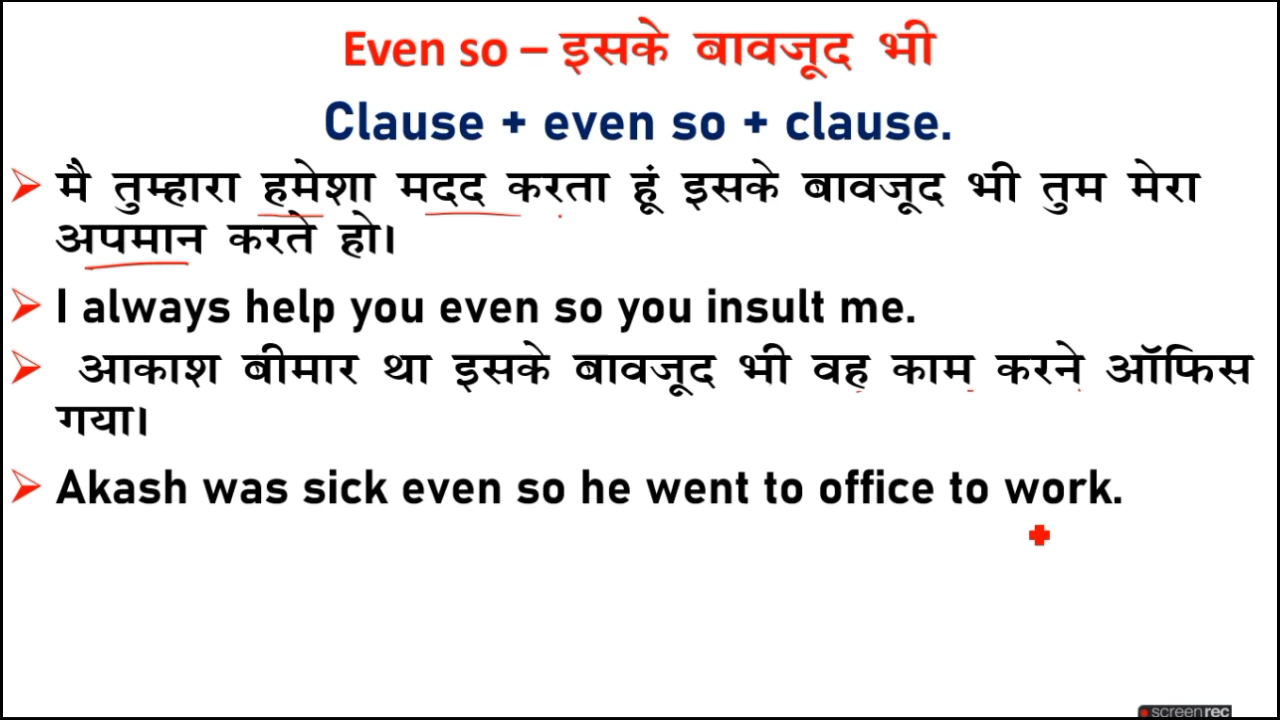 Even so – इसके बावजूद भी
Clause + even so + clause.
➢ मै तुम्हारा हमेशा मदद करता हूं इसके बावजूद भी तुम मेरा
अपमान करते हो।
➢ I always help you even so you insult me.
➢ आकाश बीमार था इसके बावजूद भी वह काम करने ऑफिस
गया।
➢ Akash was sick even so he went to office to work.
screenrec